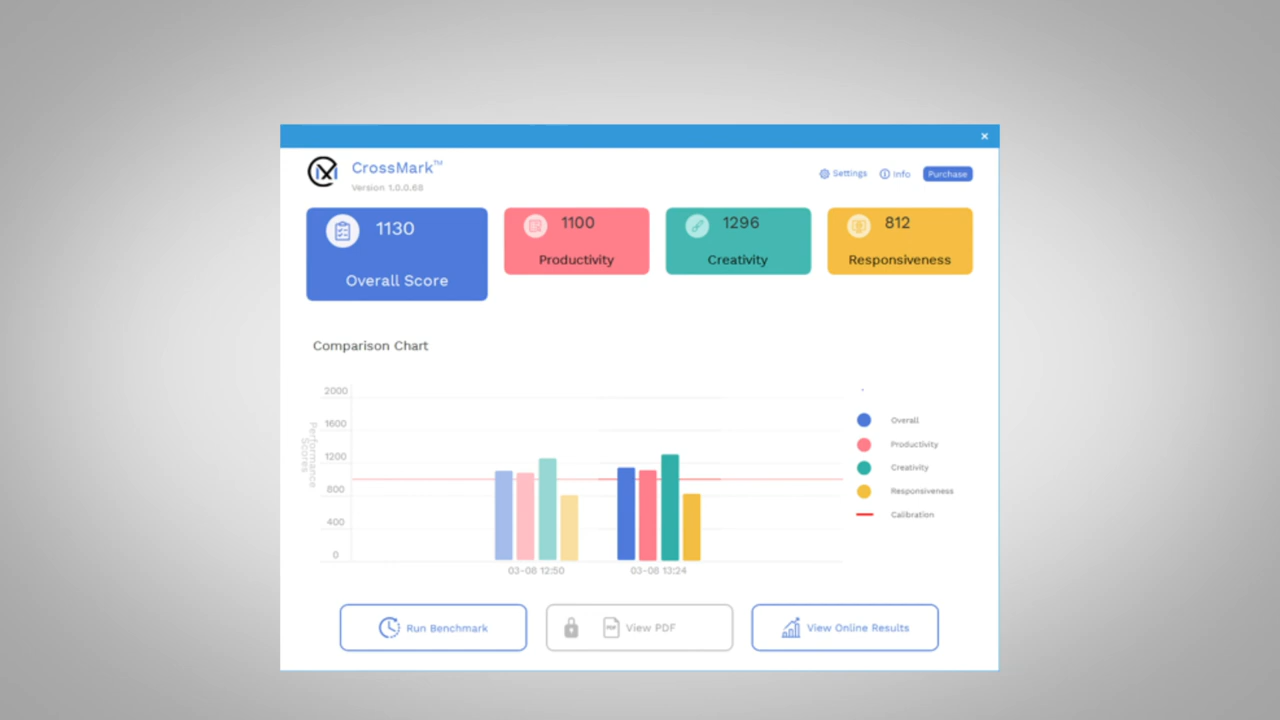 CrossMark™
Version 1.0.0.68
Settings
Info
Purchase
1130
Overall Score
1100
Productivity
1296
Creativity
812
Responsiveness
Comparison Chart
Performance
Scores
2000
1600
1200
800
400
0
03-08 12:50
03-08 13:24
Overall
Productivity
Creativity
Responsiveness
Calibration
Run Benchmark
PDF
View PDF
View Online Results